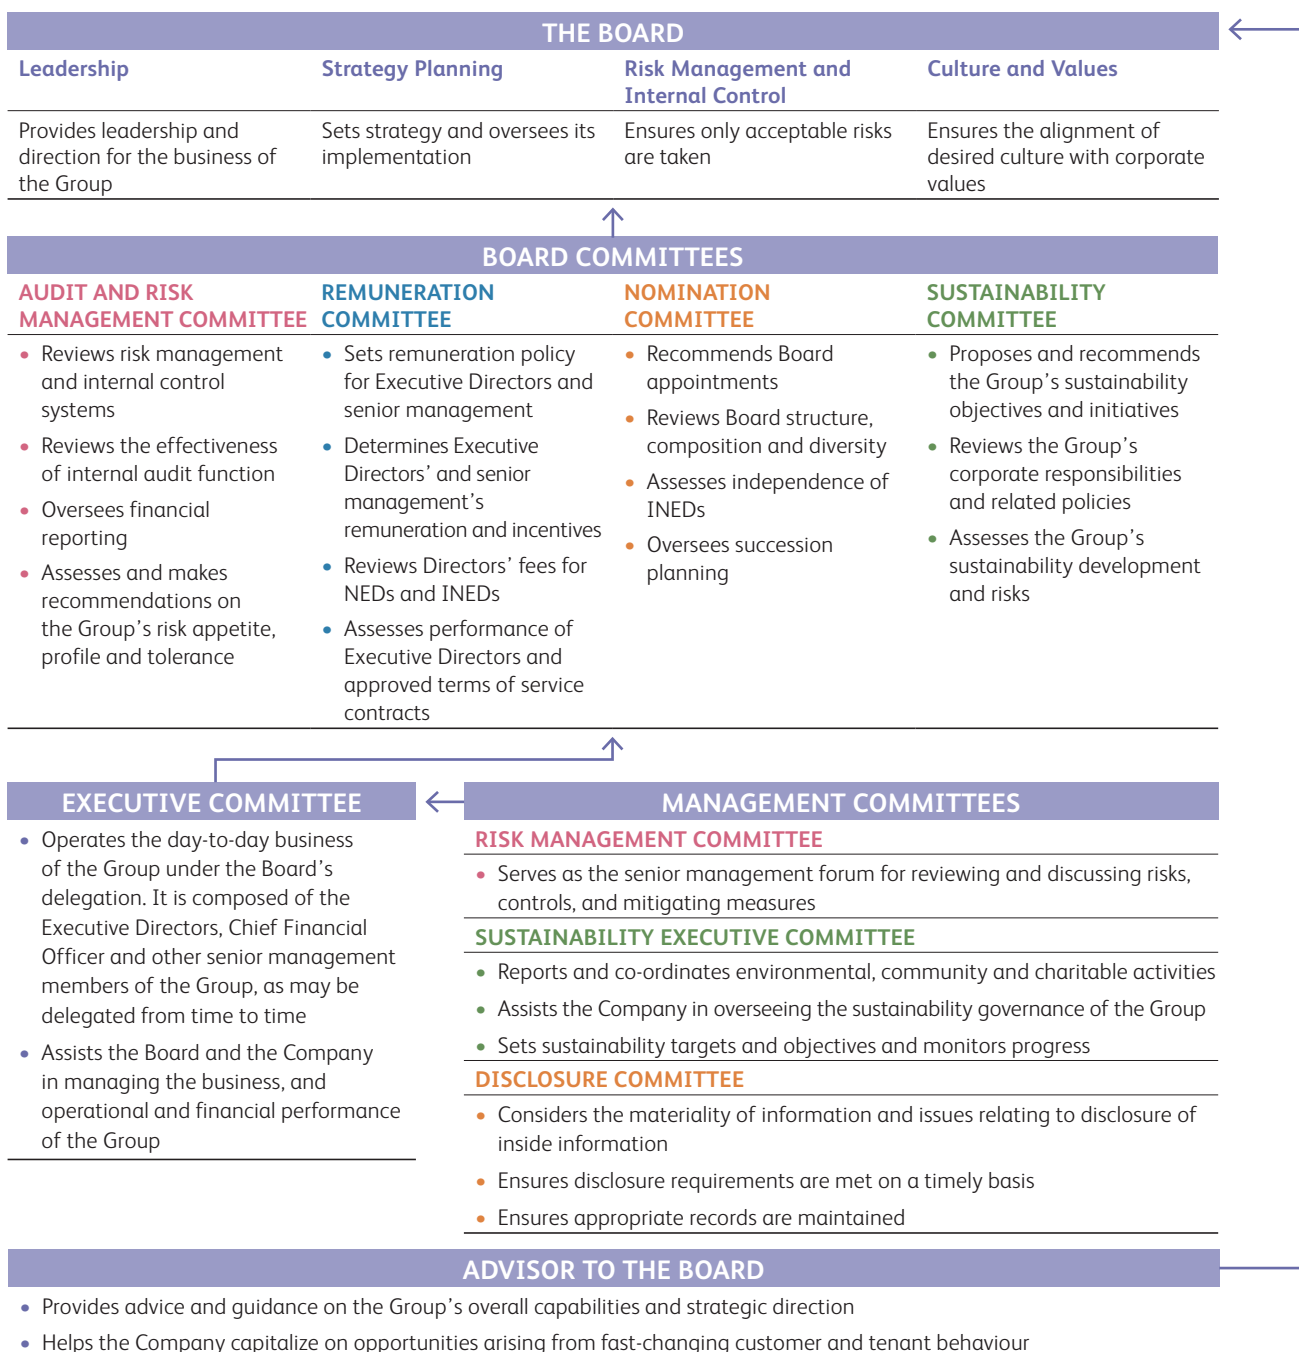 THE BOARD
Leadership
Provides leadership and
direction for the business of
the Group
Strategy Planning
Sets strategy and oversees its
implementation
Risk Management and
Internal Control
Ensures only acceptable risks
are taken
Culture and Values
Ensures the alignment of
desired culture with corporate
values
BOARD COMMITTEES
AUDIT AND RISK
MANAGEMENT COMMITTEE
• Reviews risk management
and internal control
systems
• Reviews the effectiveness
of internal audit function
• Oversees financial
reporting
• Assesses and makes
recommendations on
the Group’s risk appetite,
profile and tolerance
REMUNERATION
COMMITTEE
• Sets remuneration policy
for Executive Directors and
senior management
• Determines Executive
Directors’ and senior
management’s
remuneration and incentives
• Reviews Directors’ fees for
NEDs and INEDs
• Assesses performance of
Executive Directors and
approved terms of service
contracts
NOMINATION
COMMITTEE
• Recommends Board
appointments
• Reviews Board structure,
composition and diversity
• Assesses independence of
INEDs
• Oversees succession
planning
SUSTAINABILITY
COMMITTEE
• Proposes and recommends
the Group’s sustainability
objectives and initiatives
• Reviews the Group’s
corporate responsibilities
and related policies
• Assesses the Group’s
sustainability development
and risks
EXECUTIVE COMMITTEE
• Operates the day-to-day business
of the Group under the Board’s
delegation. It is composed of the
Executive Directors, Chief Financial
Officer and other senior management
members of the Group, as may be
delegated from time to time
• Assists the Board and the Company
in managing the business, and
operational and financial performance
of the Group
MANAGEMENT COMMITTEES
RISK MANAGEMENT COMMITTEE
• Serves as the senior management forum for reviewing and discussing risks,
controls, and mitigating measures
SUSTAINABILITY EXECUTIVE COMMITTEE
• Reports and co-ordinates environmental, community and charitable activities
• Assists the Company in overseeing the sustainability governance of the Group
• Sets sustainability targets and objectives and monitors progress
DISCLOSURE COMMITTEE
• Considers the materiality of information and issues relating to disclosure of
inside information
• Ensures disclosure requirements are met on a timely basis
• Ensures appropriate records are maintained
ADVISOR TO THE BOARD
• Provides advice and guidance on the Group’s overall capabilities and strategic direction
• Helps the Company capitalize on opportunities arising from fast-changing customer and tenant behaviour